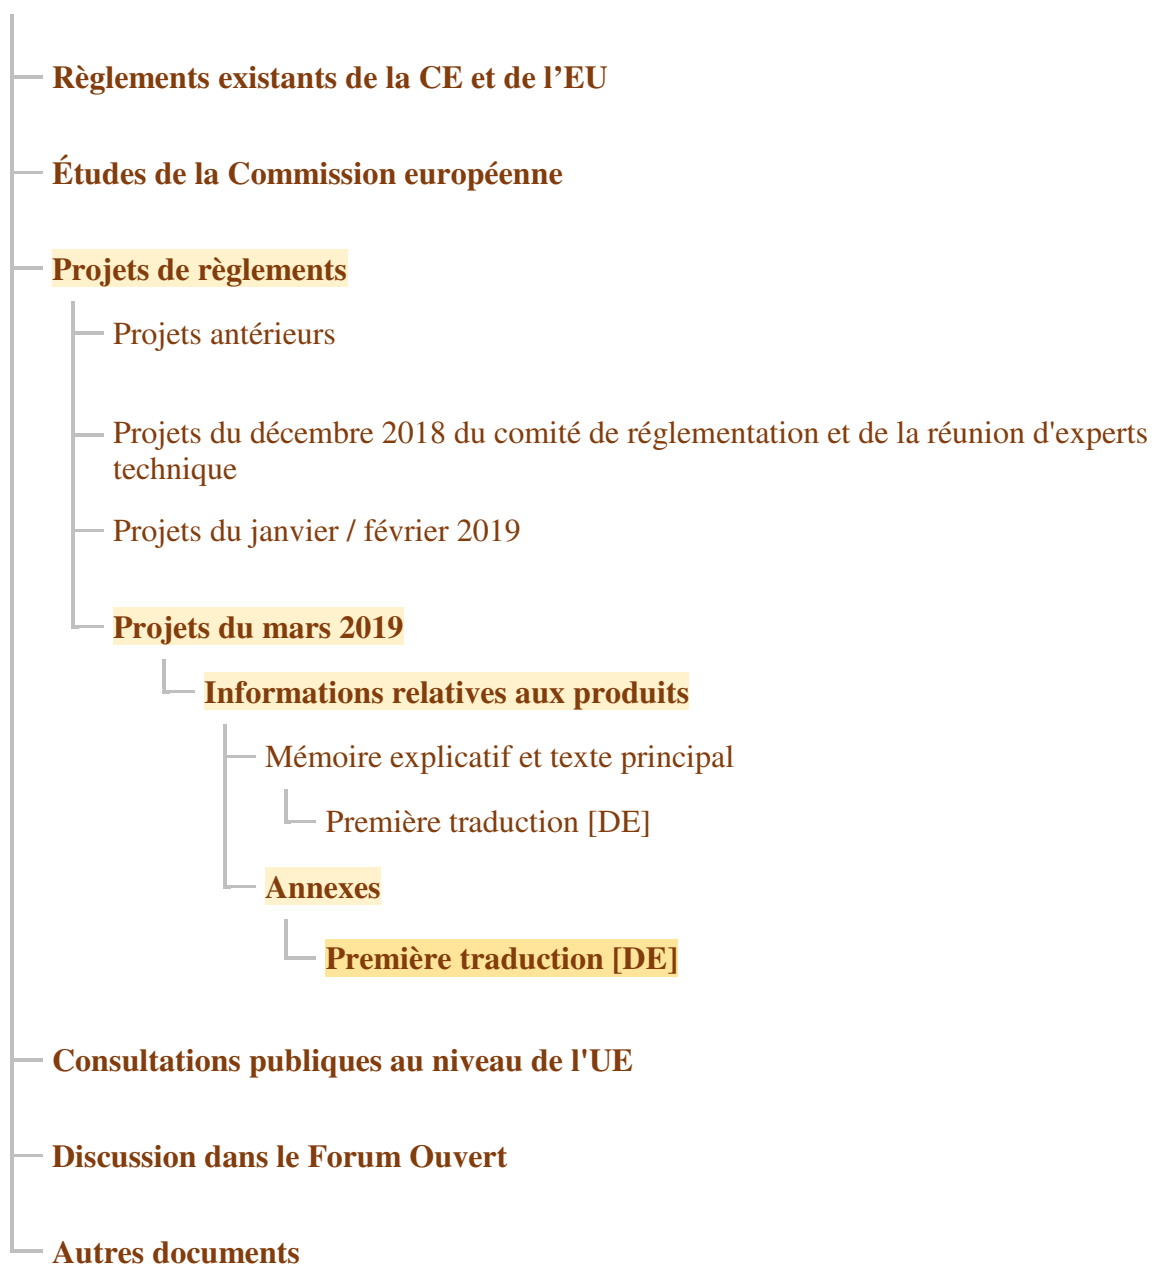 Règlements existants de la CE et de l’EU
Études de la Commission européenne
Projets de règlements
Projets antérieurs
Projets du décembre 2018 du comité de réglementation et de la réunion d'experts
technique
Projets du janvier / février 2019
Projets du mars 2019
Informations relatives aux produits
Mémoire explicatif et texte principal
Première traduction [DE]
Annexes
Première traduction [DE]
Consultations publiques au niveau de l'UE
Discussion dans le Forum Ouvert
Autres documents